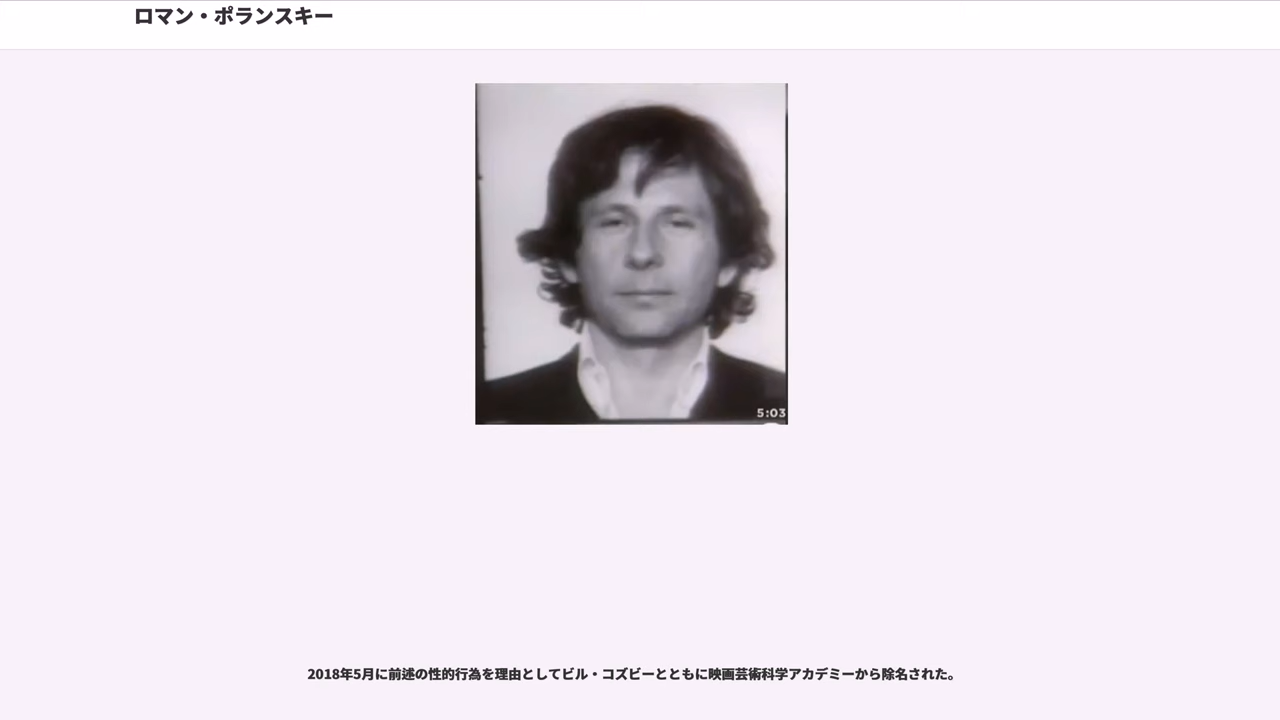 ロマン・ポランスキー
5:03
2018年5月に前述の性的行為を理由としてビル・コズビーとともに映画芸術科学アカデミーから除名された。